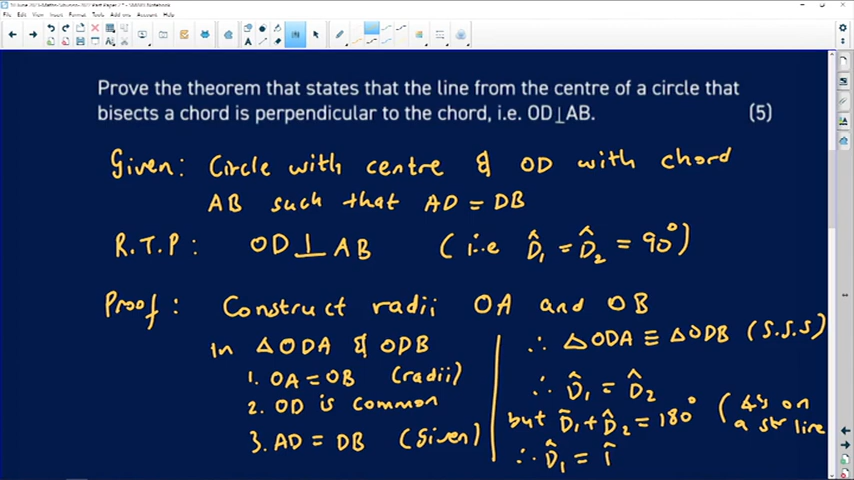 Prove the theorem that states that the line from the centre of a circle that
bisects a chord is perpendicular to the chord, i.e. OD⊥AB. (5)
Given: Circle with centre & OD with chord
AB such that AD = DB
R.T.P: OD⊥AB (i.e D̂₁ = D̂₂ = 90°)
Proof: Construct radii OA and OB
In △ODA & ODB
1. OA = OB (radii)
2. OD is common
3. AD = DB (Given)
∴ △ODA ≡ △ODB (S.S.S)
∴ D̂₁ = D̂₂
but D̂₁ + D̂₂ = 180° (∡s on
a str line
∴ D̂₁ =